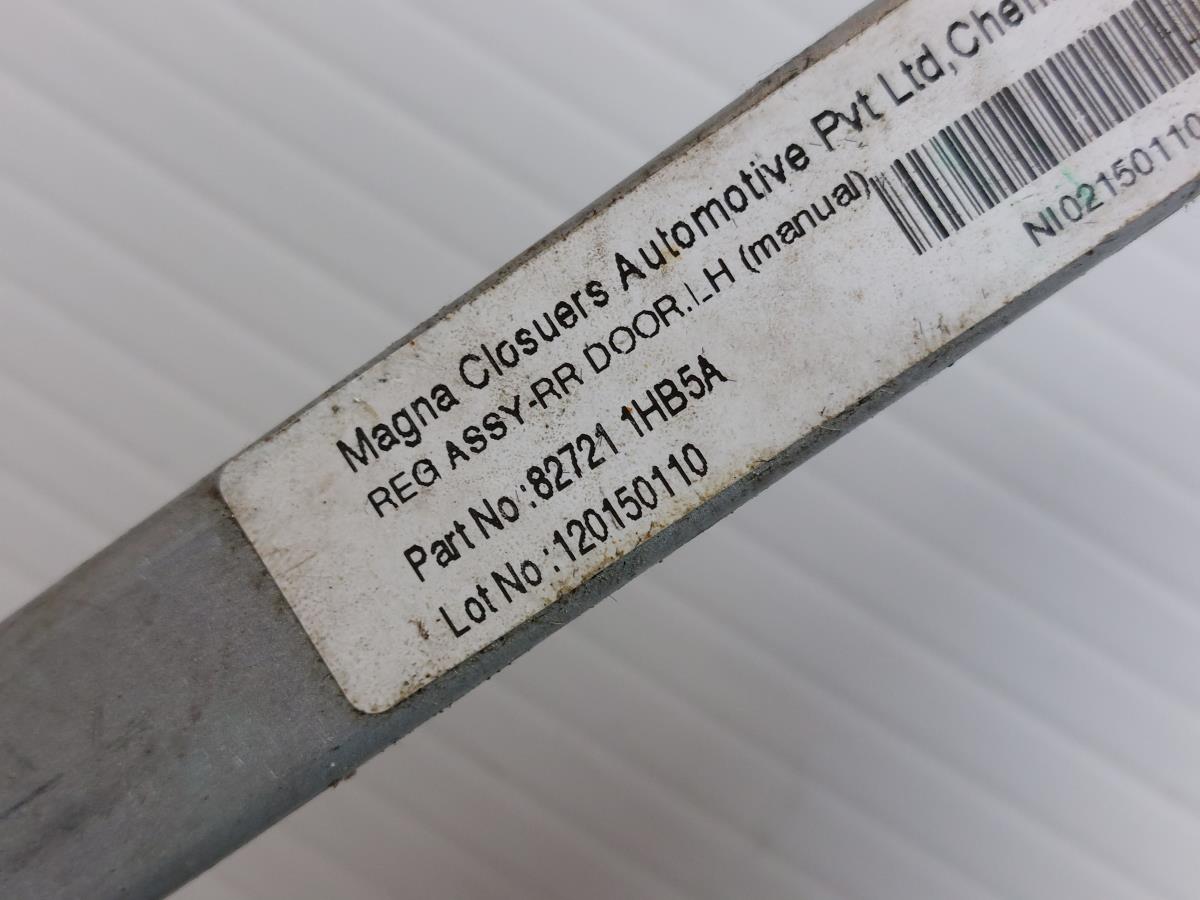 Magna Closuers Automotive Pvt Ltd,Chen
REG ASSY-RR DOOR,LH (manual)
Part No :82721 1HB5A
Lot No :120150110
NI02150110